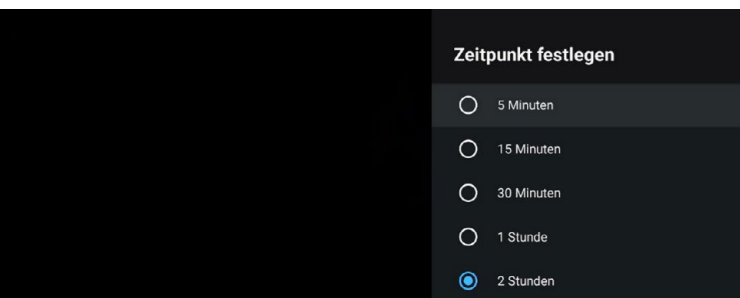 Zeitpunkt festlegen
5 Minuten
15 Minuten
30 Minuten
1 Stunde
2 Stunden